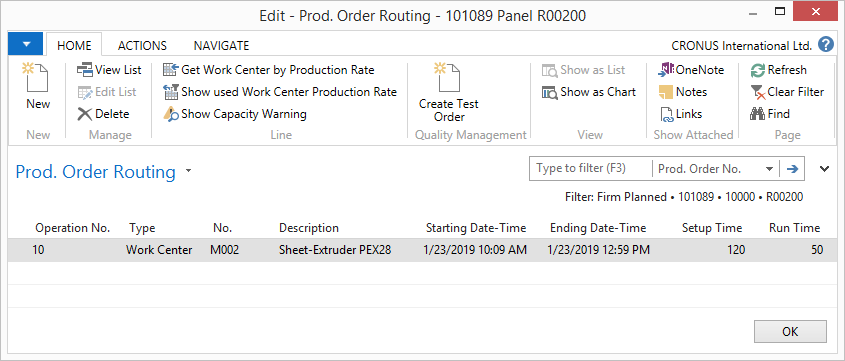 Edit - Prod. Order Routing - 101089 Panel R00200
HOME ACTIONS NAVIGATE CRONUS International Ltd. ?
New
New
View List
Edit List
Delete
Manage
Get Work Center by Production Rate
Show used Work Center Production Rate
Show Capacity Warning
Line
Create Test
Order
Quality Management
Show as List
Show as Chart
View
OneNote
Notes
Links
Show Attached
Refresh
Clear Filter
Find
Page
Prod. Order Routing
Type to filter (F3) Prod. Order No.
Filter: Firm Planned • 101089 • 10000 • R00200
Operation No. Type No. Description Starting Date-Time Ending Date-Time Setup Time Run Time
10 Work Center M002 Sheet-Extruder PEX28 1/23/2019 10:09 AM 1/23/2019 12:59 PM 120 50
OK